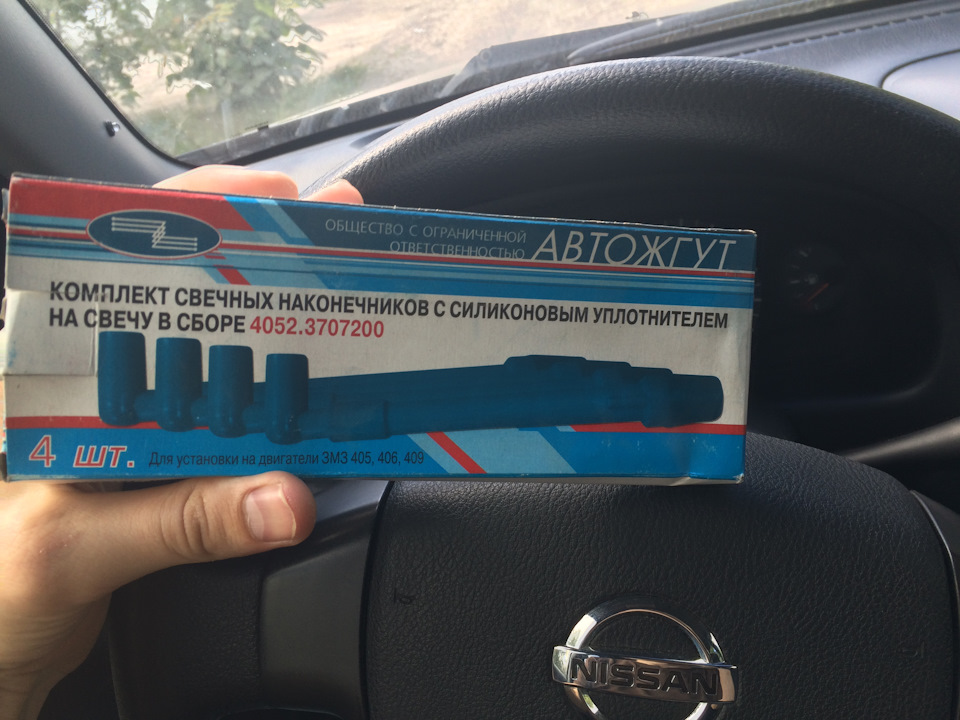 ОБЩЕСТВО С ОГРАНИЧЕННОЙ
ОТВЕТСТВЕННОСТЬЮ АВТОЖГУТ
КОМПЛЕКТ СВЕЧНЫХ НАКОНЕЧНИКОВ С СИЛИКОНОВЫМ УПЛОТНИТЕЛЕМ
НА СВЕЧУ В СБОРЕ 4052.3707200
4 шт.
Для установки на двигатели ЗМЗ 405, 406, 409
NISSAN